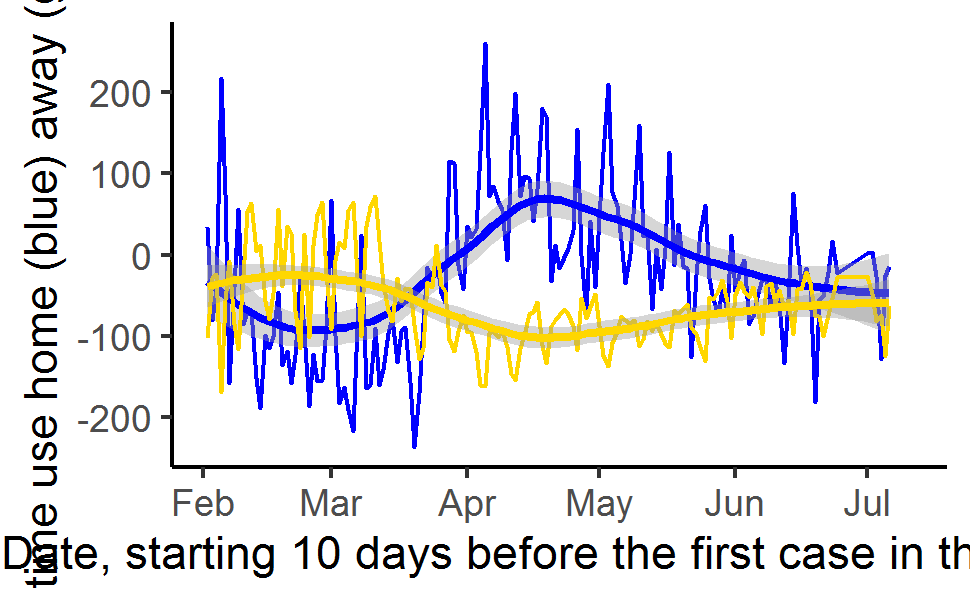 time use home (blue) away (g
200
100
0
-100
-200
Feb Mar Apr May Jun Jul
Date, starting 10 days before the first case in th